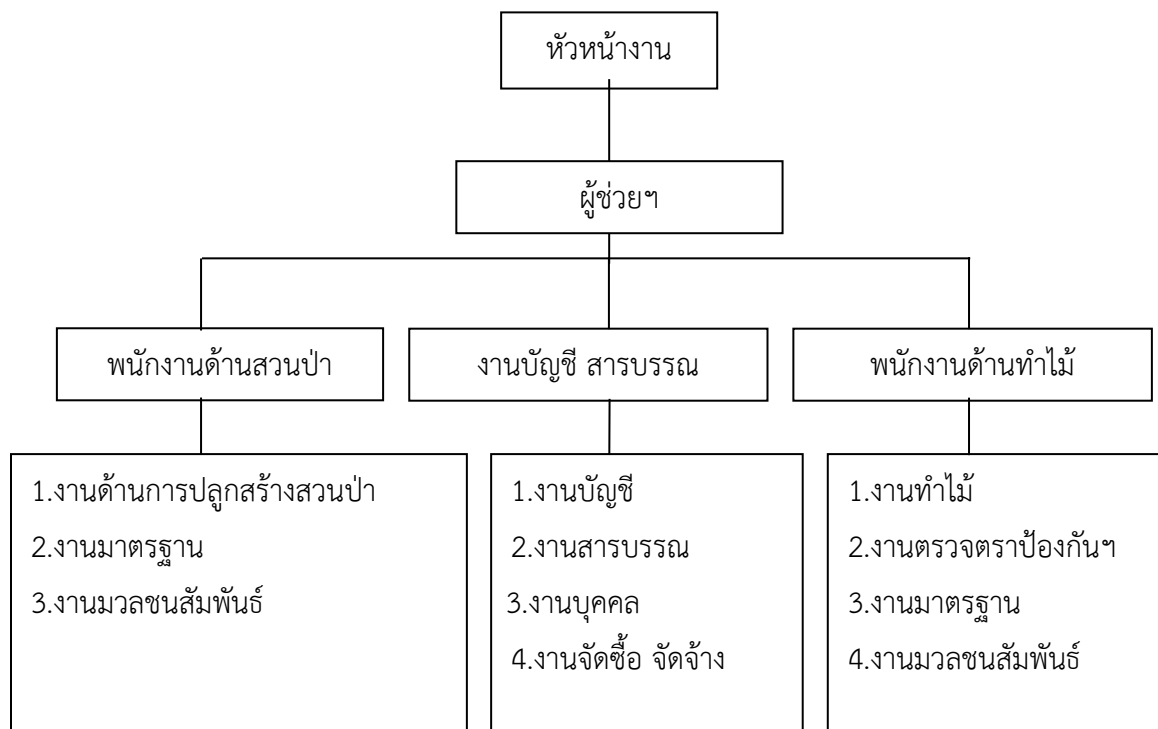 หัวหน้างาน
ผู้ช่วยฯ
พนักงานด้านสวนป่า
งานบัญชี สารบรรณ
พนักงานด้านทำไม้
1.งานด้านการปลูกสร้างสวนป่า
2.งานมาตรฐาน
3.งานมวลชนสัมพันธ์
1.งานบัญชี
2.งานสารบรรณ
3.งานบุคคล
4.งานจัดซื้อ จัดจ้าง
1.งานทำไม้
2.งานตรวจตราป้องกันฯ
3.งานมาตรฐาน
4.งานมวลชนสัมพันธ์